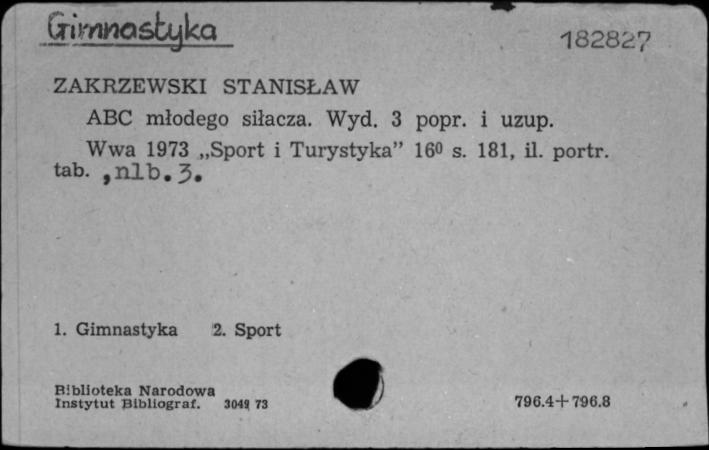 Gimnastyka
182827
ZAKRZEWSKI STANISŁAW
ABC młodego siłacza. Wyd. 3 popr. i uzup.
Wwa 1973 „Sport i Turystyka” 16⁰ s. 181, il. portr.
tab. ,nlb.3.
1. Gimnastyka 2. Sport
Biblioteka Narodowa
Instytut Bibliograf. 3049 73
796.4+796.8